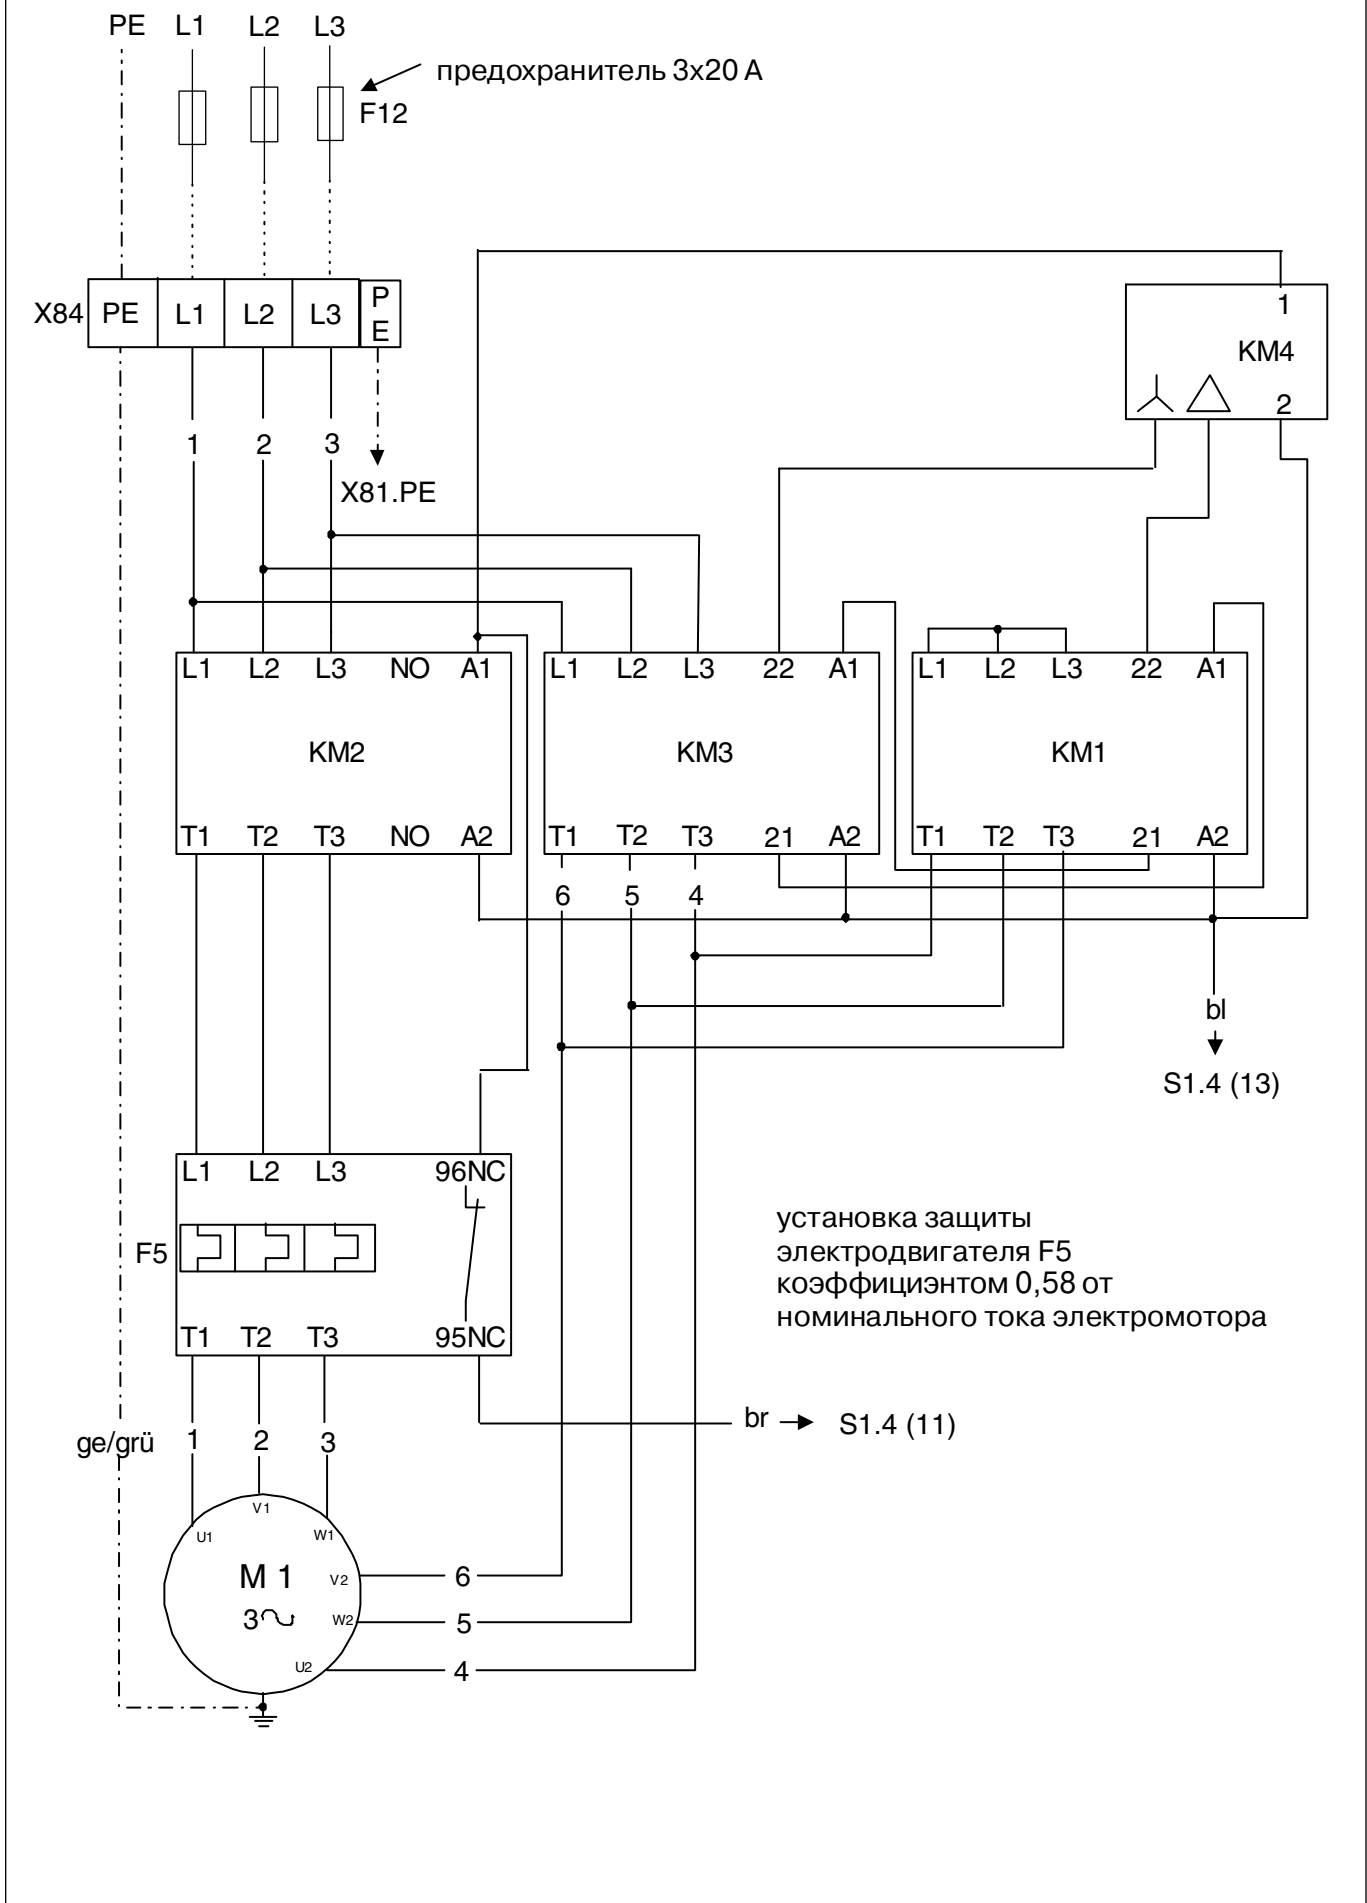 PE L1 L2 L3
предохранитель 3x20 A
F12
X84 PE L1 L2 L3 P
E
1
KM4
2
1 2 3
X81.PE
L1 L2 L3 NO A1
L1 L2 L3 22 A1
L1 L2 L3 22 A1
KM2
KM3
KM1
T1 T2 T3 NO A2
T1 T2 T3 21 A2
T1 T2 T3 21 A2
6 5 4
bl
S1.4 (13)
L1 L2 L3 96NC
F5
T1 T2 T3 95NC
установка защиты
электродвигателя F5
коэффициэнтом 0,58 от
номинального тока электромотора
br S1.4 (11)
ge/grü 1 2 3
V1
U1 W1
M 1
3
V2 6
W2 5
U2 4